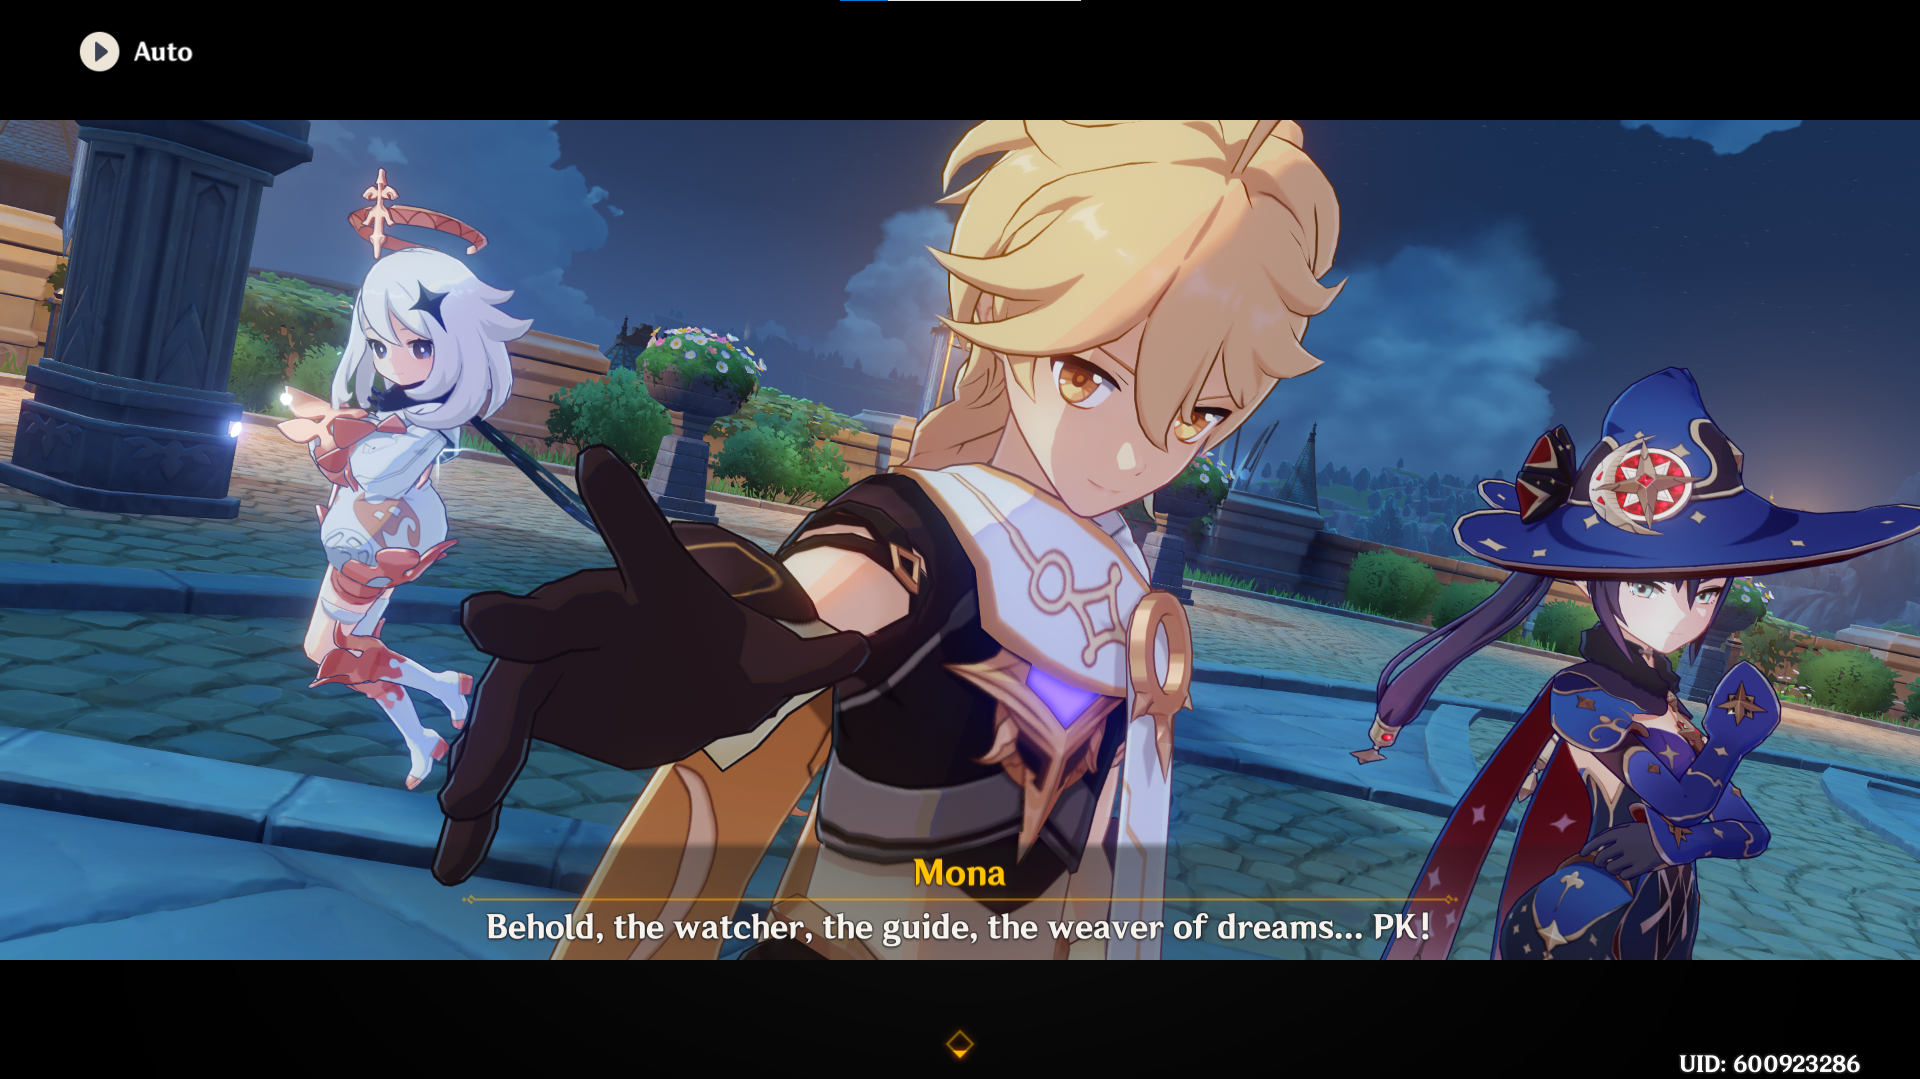 Auto
Mona
Behold, the watcher, the guide, the weaver of dreams... PK!
UID: 600923286